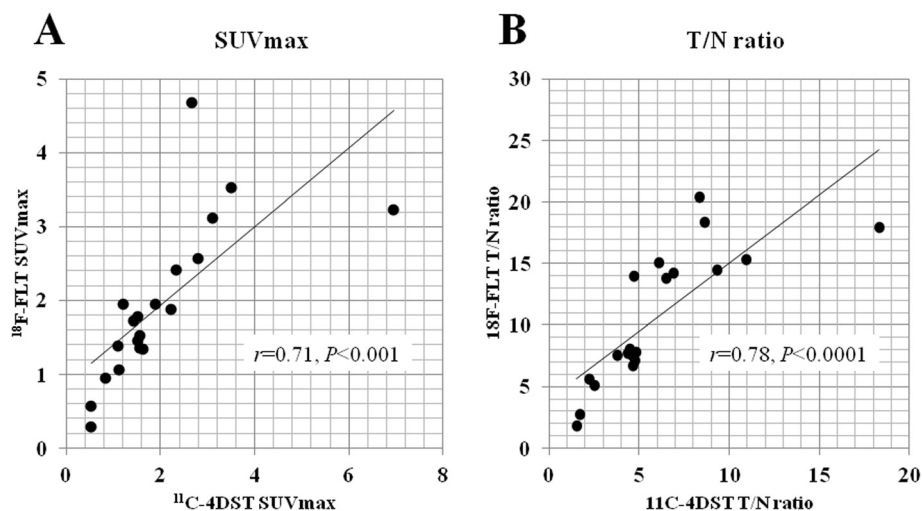 A
SUVmax
5
4
3
2
1
0
0
2
4
6
8
¹⁸F-FLT SUVmax
r=0.71, P<0.001
¹¹C-4DST SUVmax
B
T/N ratio
30
25
20
15
10
5
0
0
5
10
15
20
18F-FLT T/N ratio
r=0.78, P<0.0001
11C-4DST T/N ratio